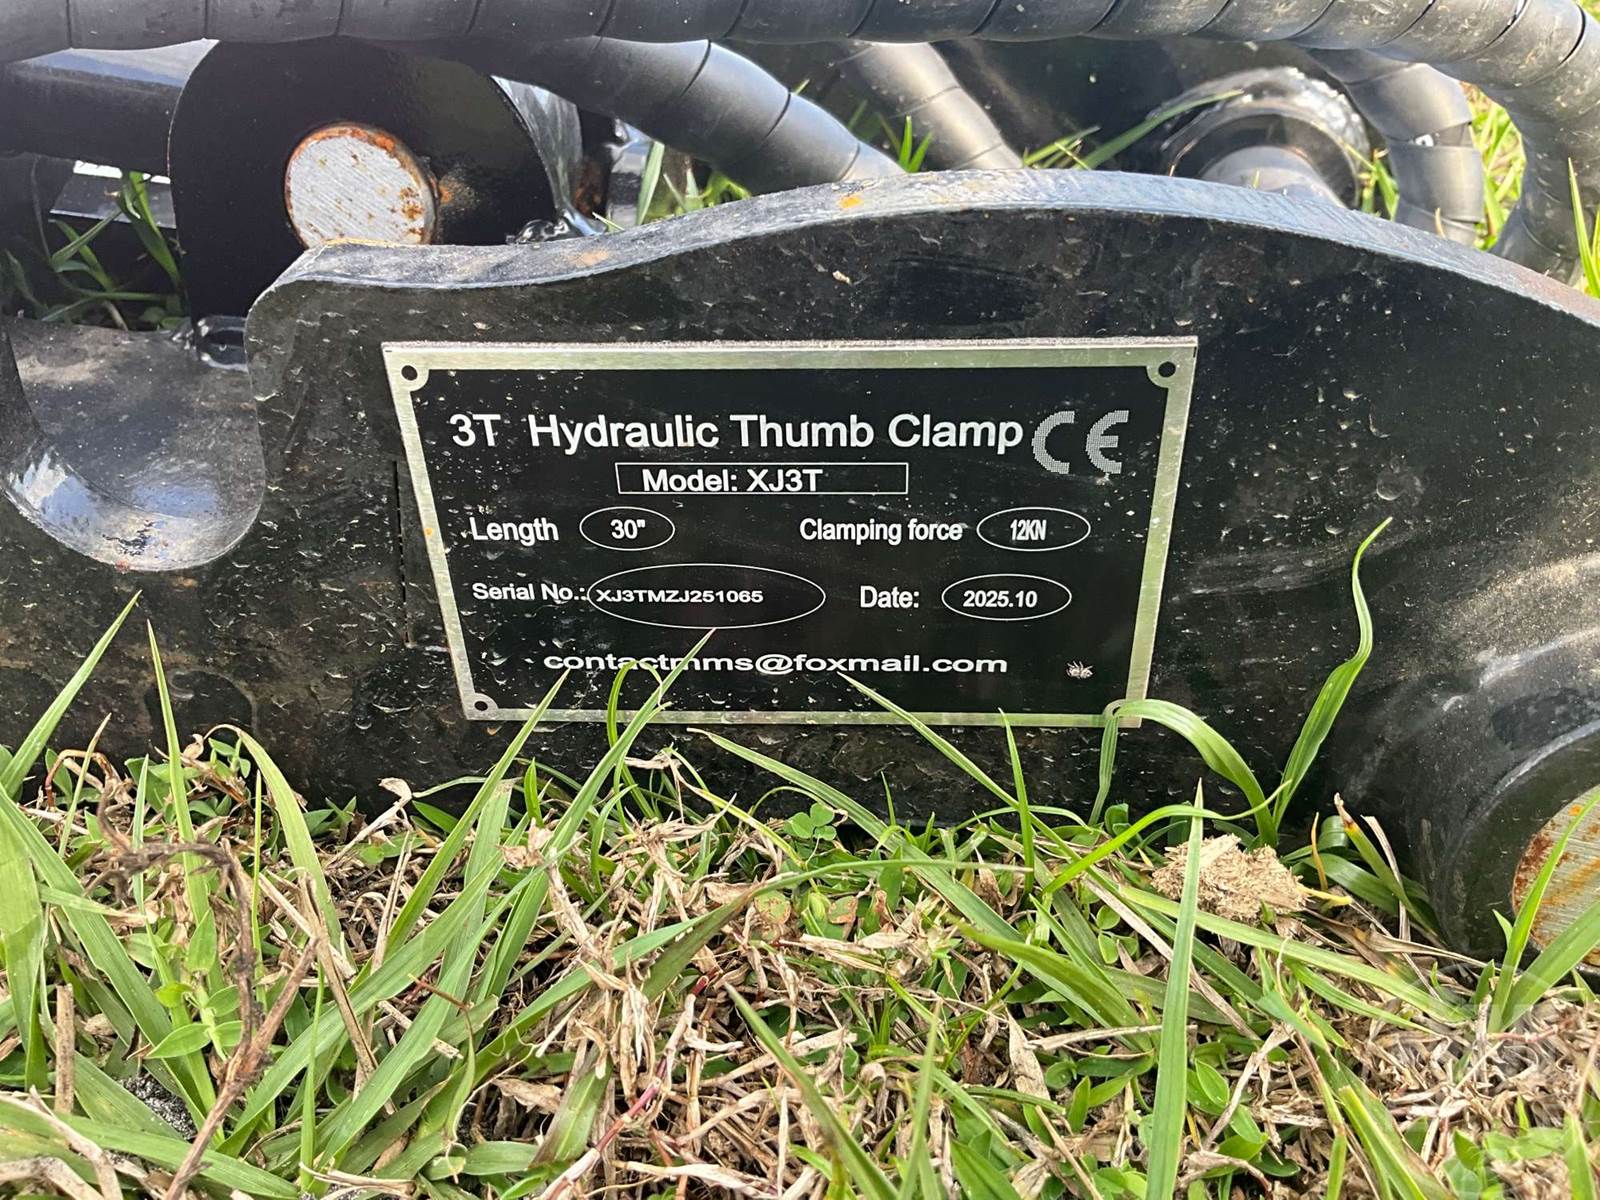 3T Hydraulic Thumb Clamp CE
Model: XJ3T
Length 30" Clamping force 12KN
Serial No.: XJ3TMZJ251065 Date: 2025.10
contactmms@foxmail.com